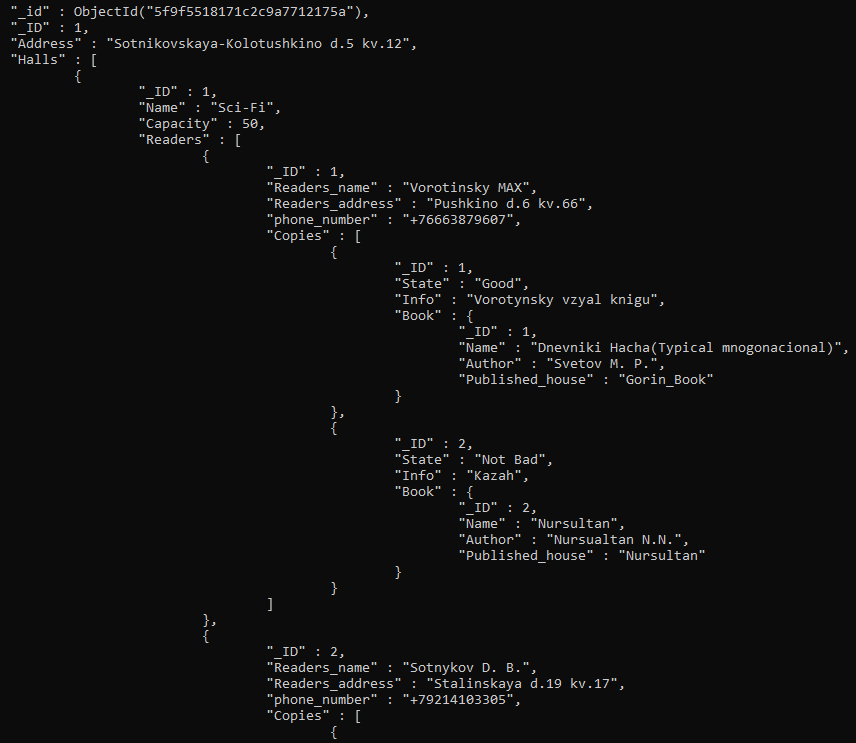 "_id" : ObjectId("5f9f5518171c2c9a7712175a"),
"_ID" : 1,
"Address" : "Sotnikovskaya-Kolotushkino d.5 kv.12",
"Halls" : [
{
"_ID" : 1,
"Name" : "Sci-Fi",
"Capacity" : 50,
"Readers" : [
{
"_ID" : 1,
"Readers_name" : "Vorotinsky MAX",
"Readers_address" : "Pushkino d.6 kv.66",
"phone_number" : "+76663879607",
"Copies" : [
{
"_ID" : 1,
"State" : "Good",
"Info" : "Vorotynsky vzyal knigu",
"Book" : {
"_ID" : 1,
"Name" : "Dnevniki Hacha(Typical mnogonacional)",
"Author" : "Svetov M. P.",
"Published_house" : "Gorin_Book"
}
},
{
"_ID" : 2,
"State" : "Not Bad",
"Info" : "Kazah",
"Book" : {
"_ID" : 2,
"Name" : "Nursultan",
"Author" : "Nursualtan N.N.",
"Published_house" : "Nursultan"
}
}
]
},
{
"_ID" : 2,
"Readers_name" : "Sotnykov D. B.",
"Readers_address" : "Stalinskaya d.19 kv.17",
"phone_number" : "+79214103305",
"Copies" : [
{